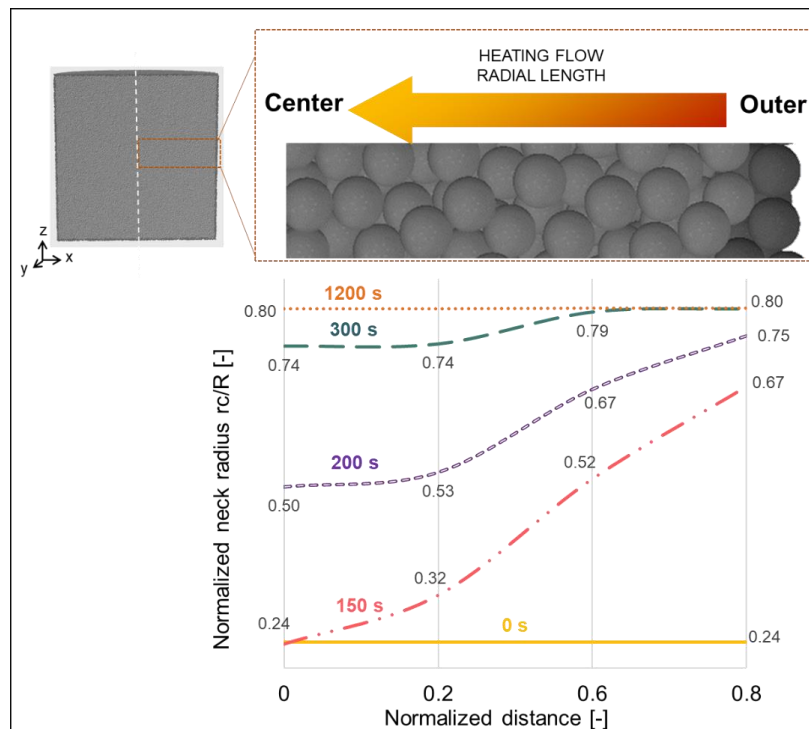 HEATING FLOW
RADIAL LENGTH
Center
Outer
z
y
x
1200 s
0.80
0.80
300 s
0.79
0.74
0.74
0.75
0.67
0.67
200 s
0.52
0.50
0.53
0.32
150 s
0.24
0 s
0.24
Normalized neck radius rc/R [-]
0
0.2
0.6
0.8
Normalized distance [-]